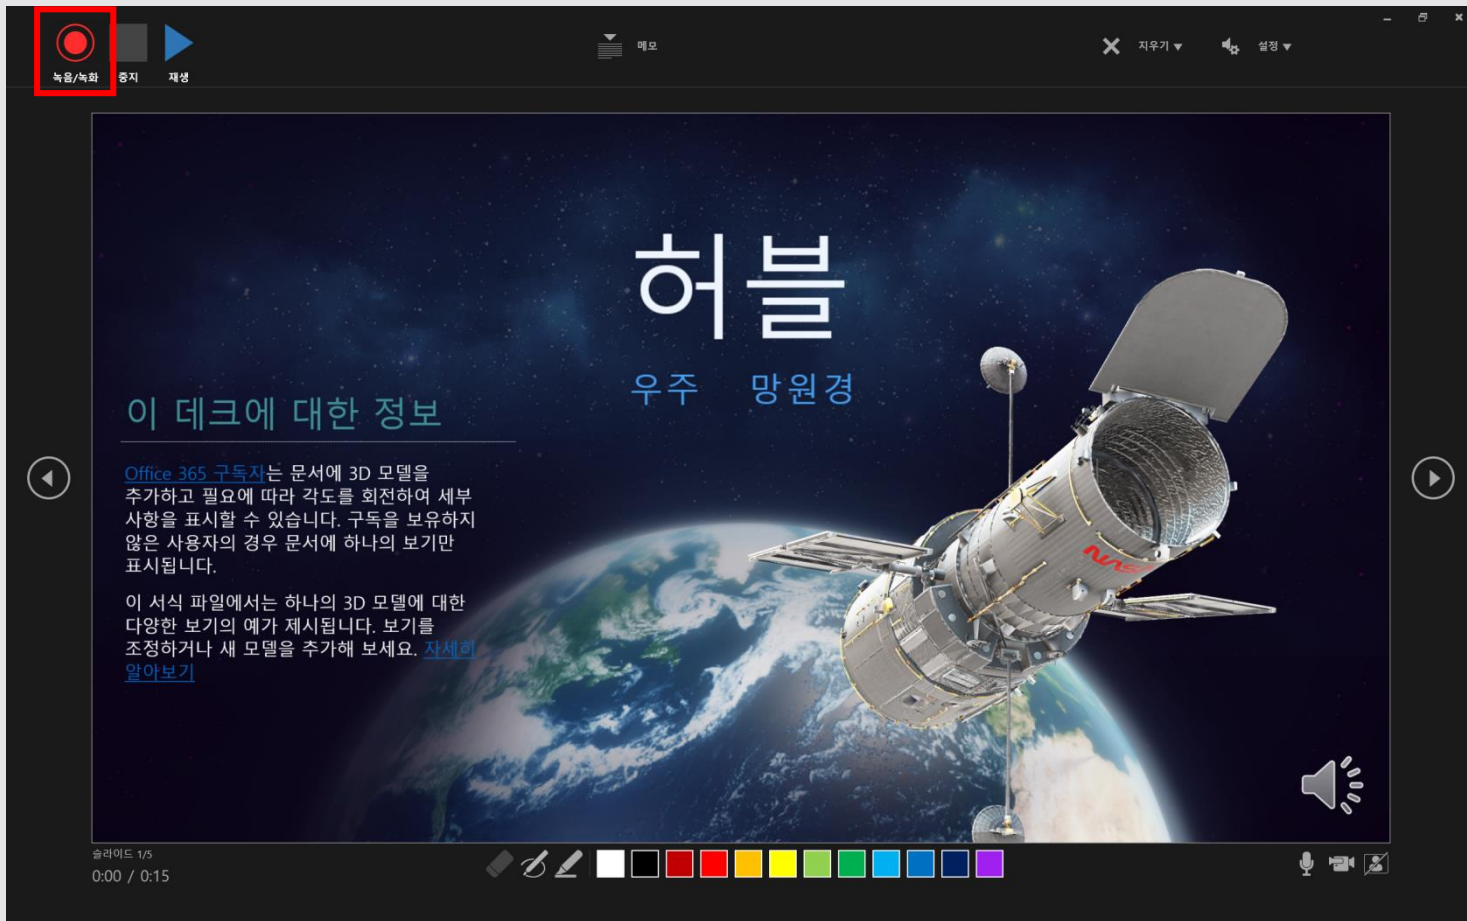 녹음/녹화 중지 재생 메모 지우기 설정
허블
우주 망원경
이 데크에 대한 정보
Office 365 구독자는 문서에 3D 모델을
추가하고 필요에 따라 각도를 회전하여 세부
사항을 표시할 수 있습니다. 구독을 보유하지
않은 사용자의 경우 문서에 하나의 보기만
표시됩니다.
이 서식 파일에서는 하나의 3D 모델에 대한
다양한 보기의 예가 제시됩니다. 보기를
조정하거나 새 모델을 추가해 보세요. 자세히
알아보기
슬라이드 1/5
0:00 / 0:15